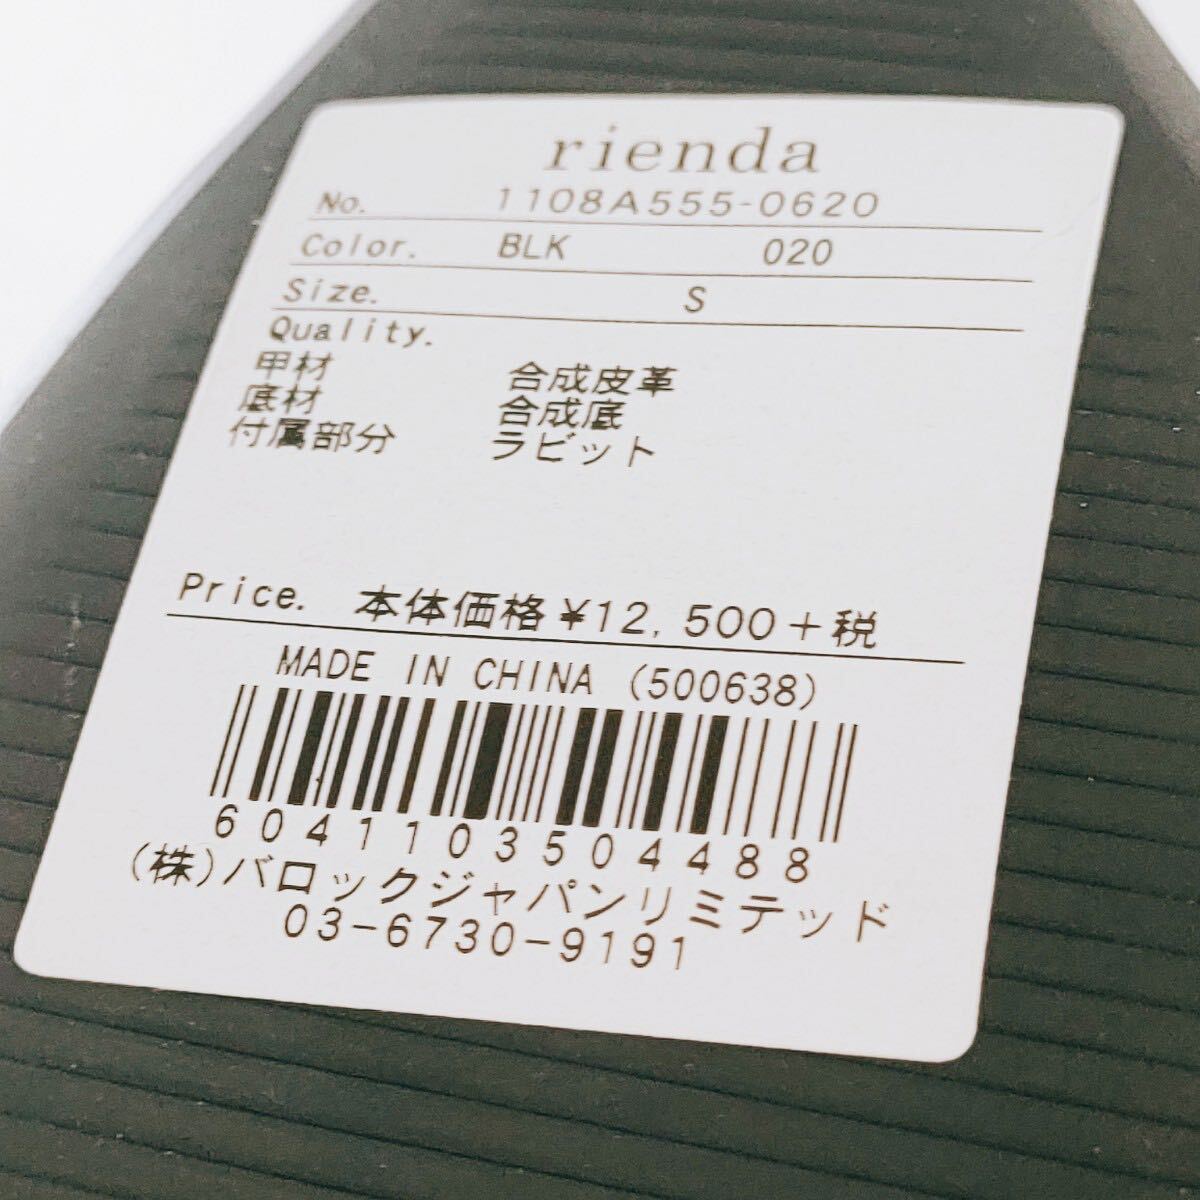 rienda
No. 1108A555-0620
Color. BLK 020
Size. S
Quality.
甲材 合成皮革
底材 合成底
付属部分 ラビット
Price. 本体価格¥12,500+税
MADE IN CHINA (500638)
6041103504488
(株)バロックジャパンリミテッド
03-6730-9191